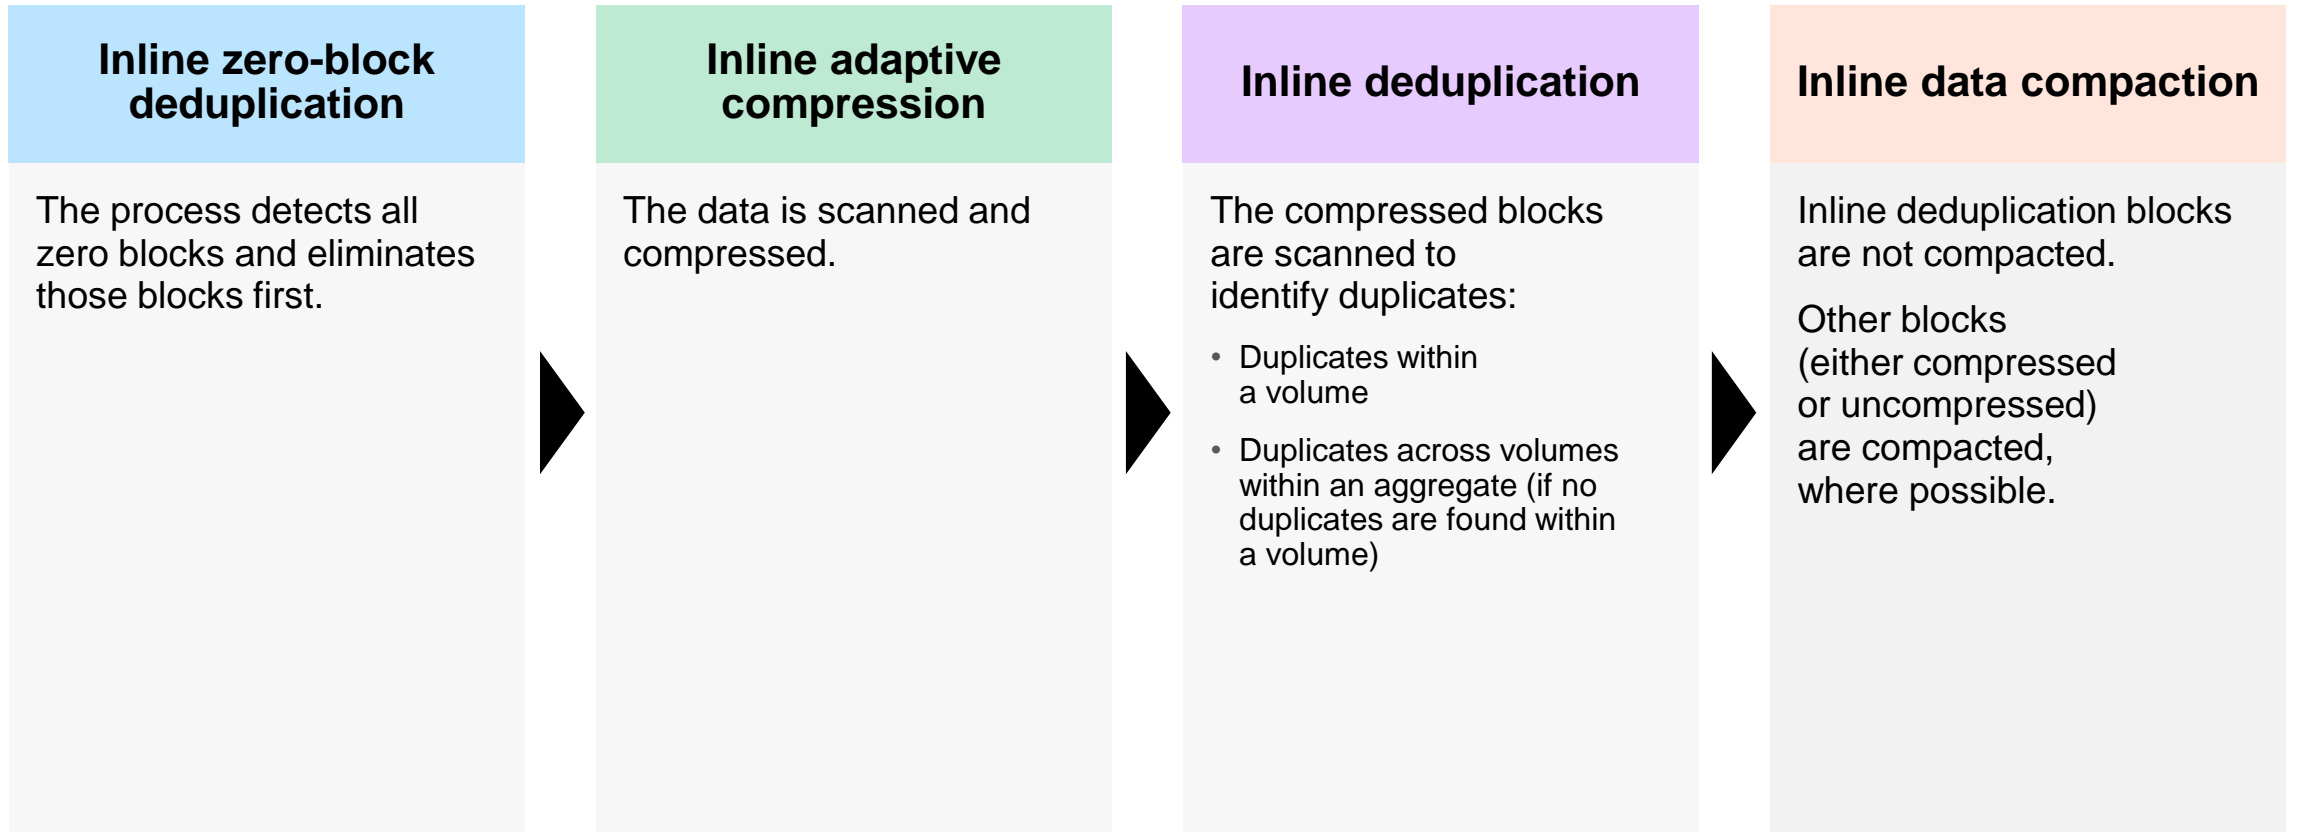 Inline zero-block
deduplication
The process detects all
zero blocks and eliminates
those blocks first.
Inline adaptive
compression
The data is scanned and
compressed.
Inline deduplication
The compressed blocks
are scanned to
identify duplicates:
• Duplicates within
a volume
• Duplicates across volumes
within an aggregate (if no
duplicates are found within
a volume)
Inline data compaction
Inline deduplication blocks
are not compacted.
Other blocks
(either compressed
or uncompressed)
are compacted,
where possible.